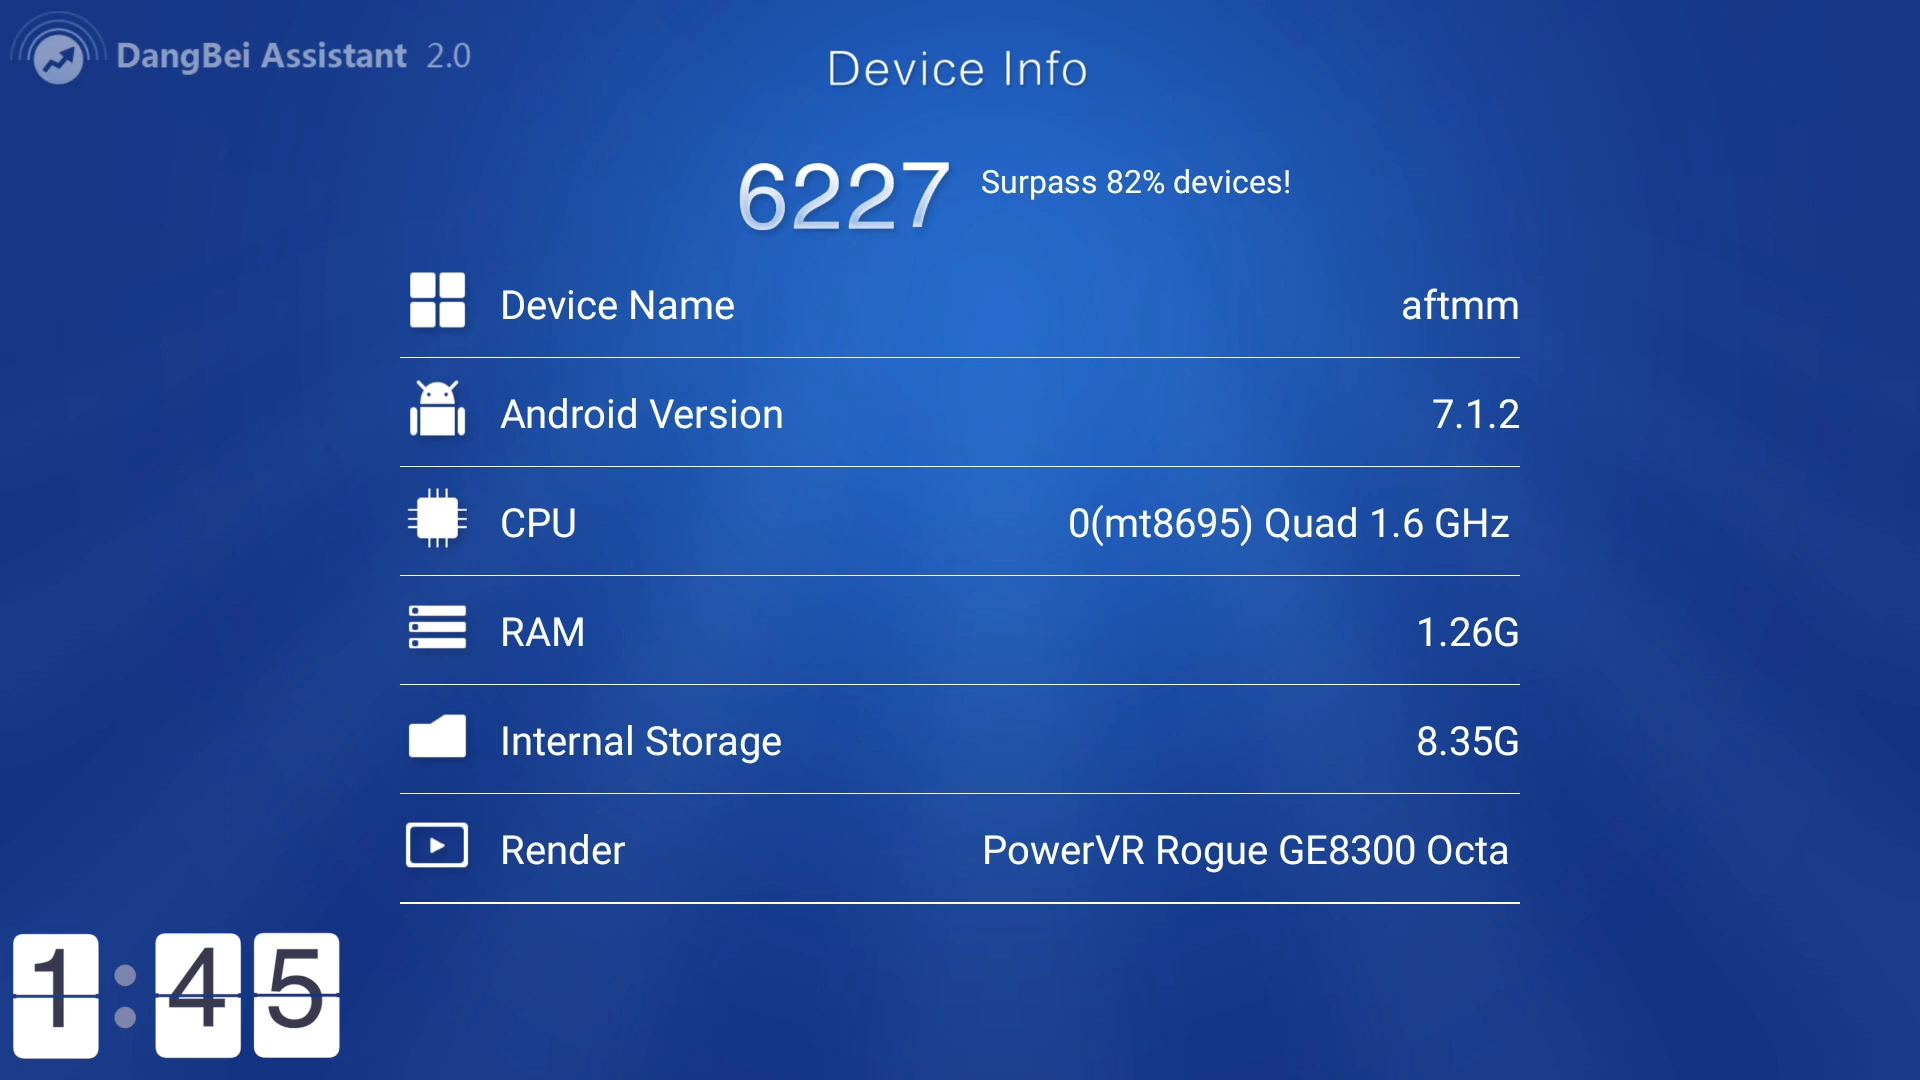 DangBei Assistant 2.0
Device Info
6227 Surpass 82% devices!
Device Name aftmm
Android Version 7.1.2
CPU 0(mt8695) Quad 1.6 GHz
RAM 1.26G
Internal Storage 8.35G
Render PowerVR Rogue GE8300 Octa
1:45